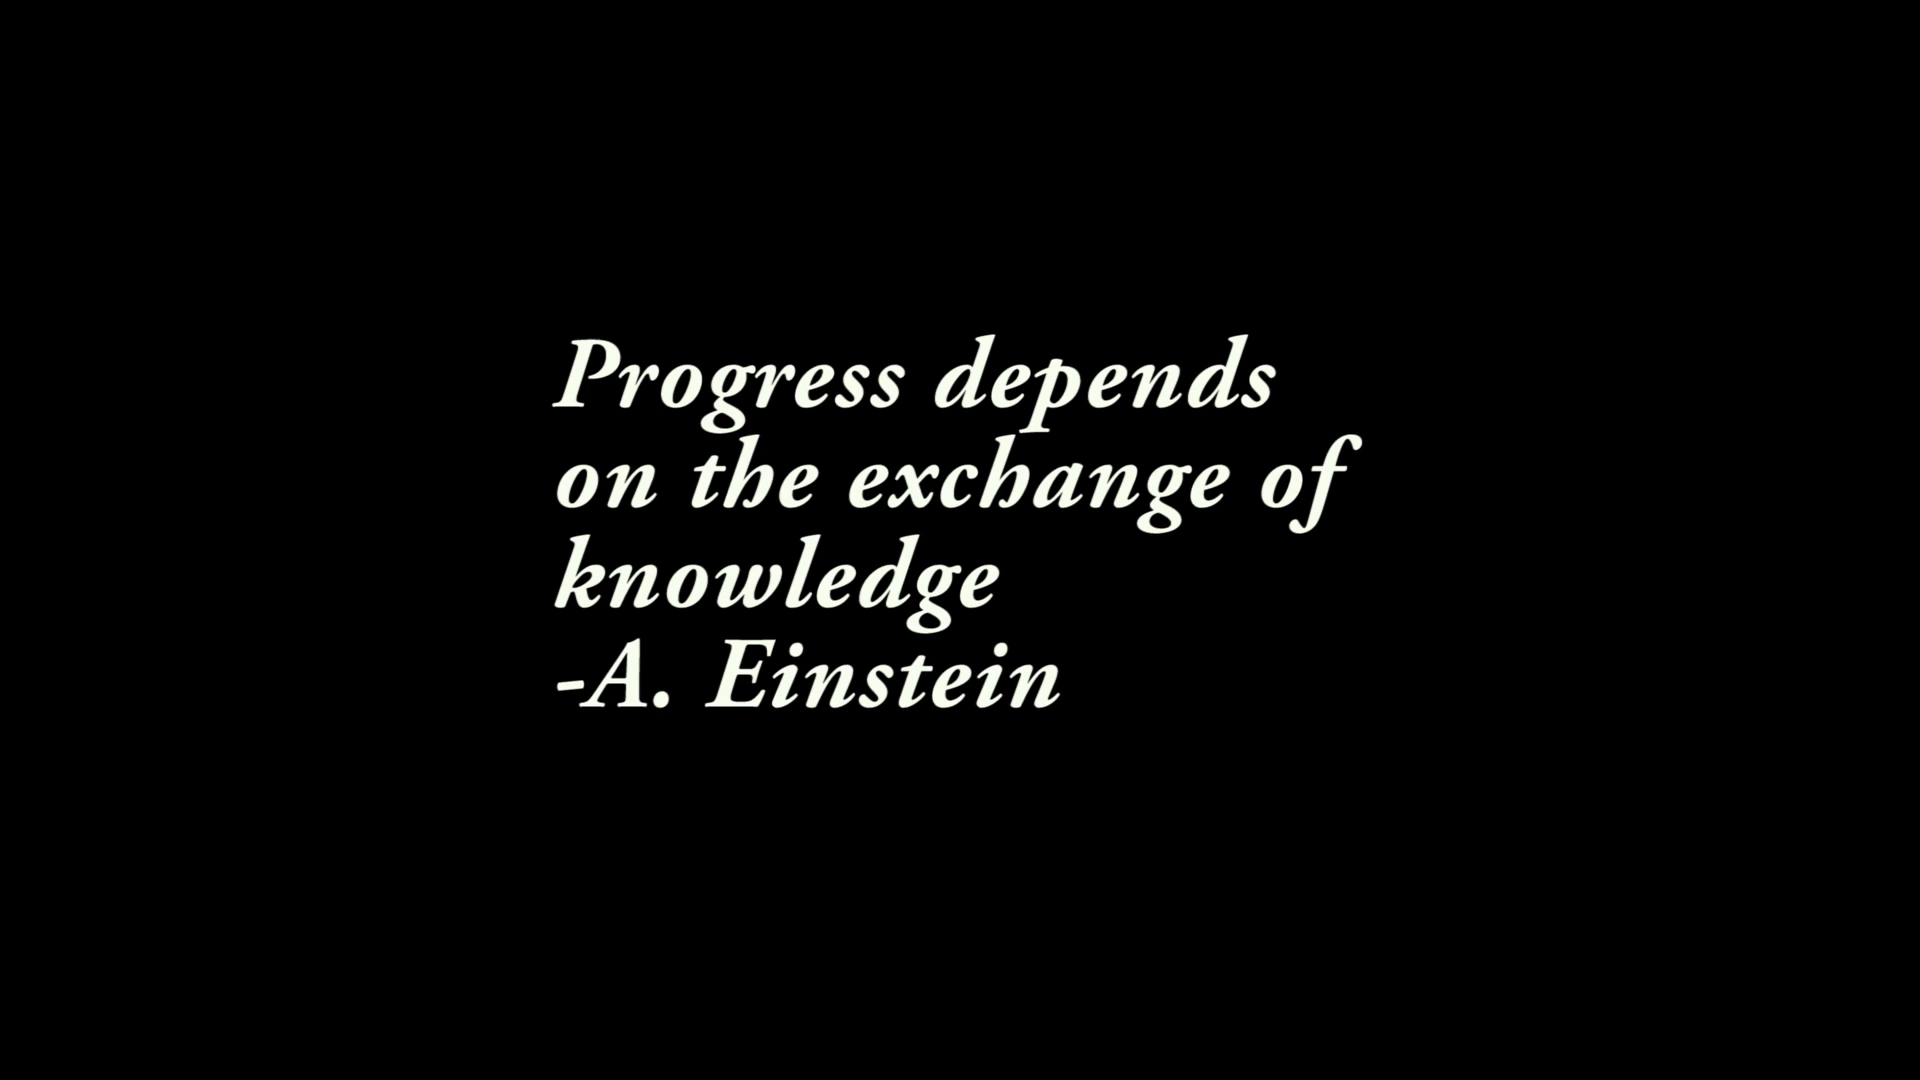 Progress depends
on the exchange of
knowledge
-A. Einstein